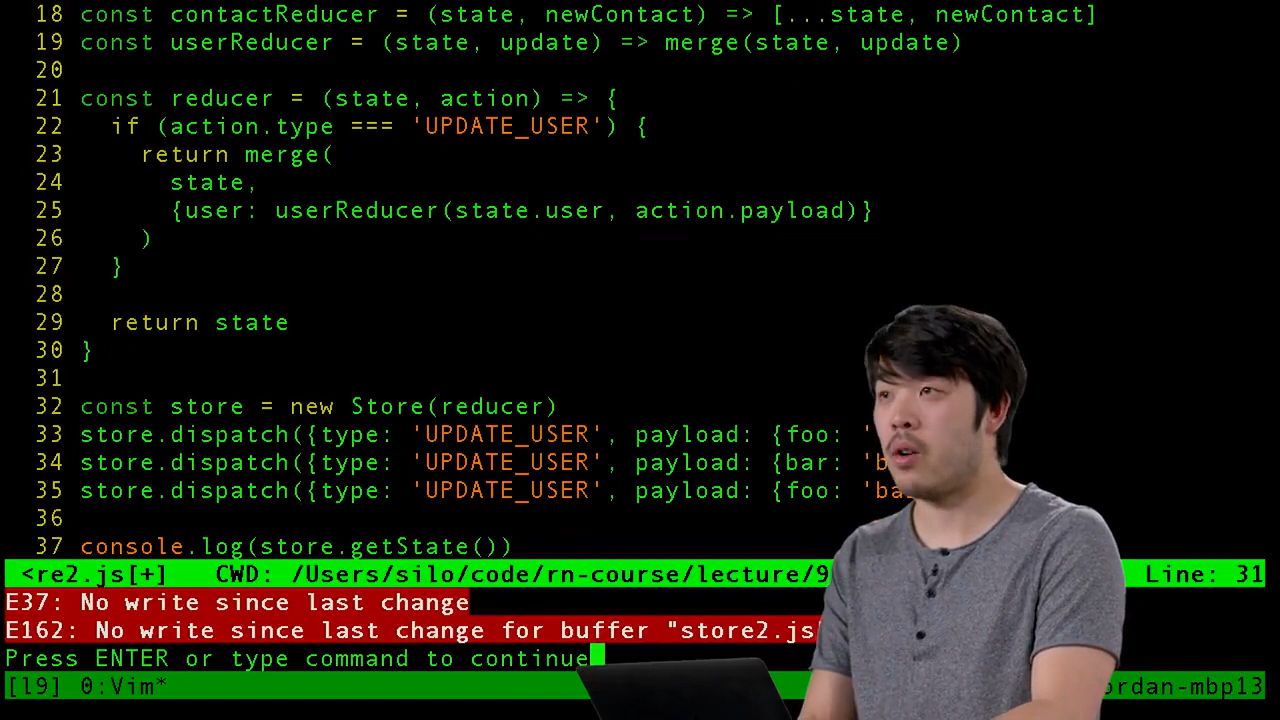 18 const contactReducer = (state, newContact) => [...state, newContact]
19 const userReducer = (state, update) => merge(state, update)
20
21 const reducer = (state, action) => {
22   if (action.type === 'UPDATE_USER') {
23     return merge(
24       state,
25       {user: userReducer(state.user, action.payload)}
26     )
27   }
28
29   return state
30 }
31
32 const store = new Store(reducer)
33 store.dispatch({type: 'UPDATE_USER', payload: {foo: '
34 store.dispatch({type: 'UPDATE_USER', payload: {bar: 'b
35 store.dispatch({type: 'UPDATE_USER', payload: {foo: 'ba
36
37 console.log(store.getState())
<re2.js[+]   CWD: /Users/silo/code/rn-course/lecture/9 Line: 31
E37: No write since last change
E162: No write since last change for buffer "store2.js
Press ENTER or type command to continue
[l9] 0:Vim* ordan-mbp13